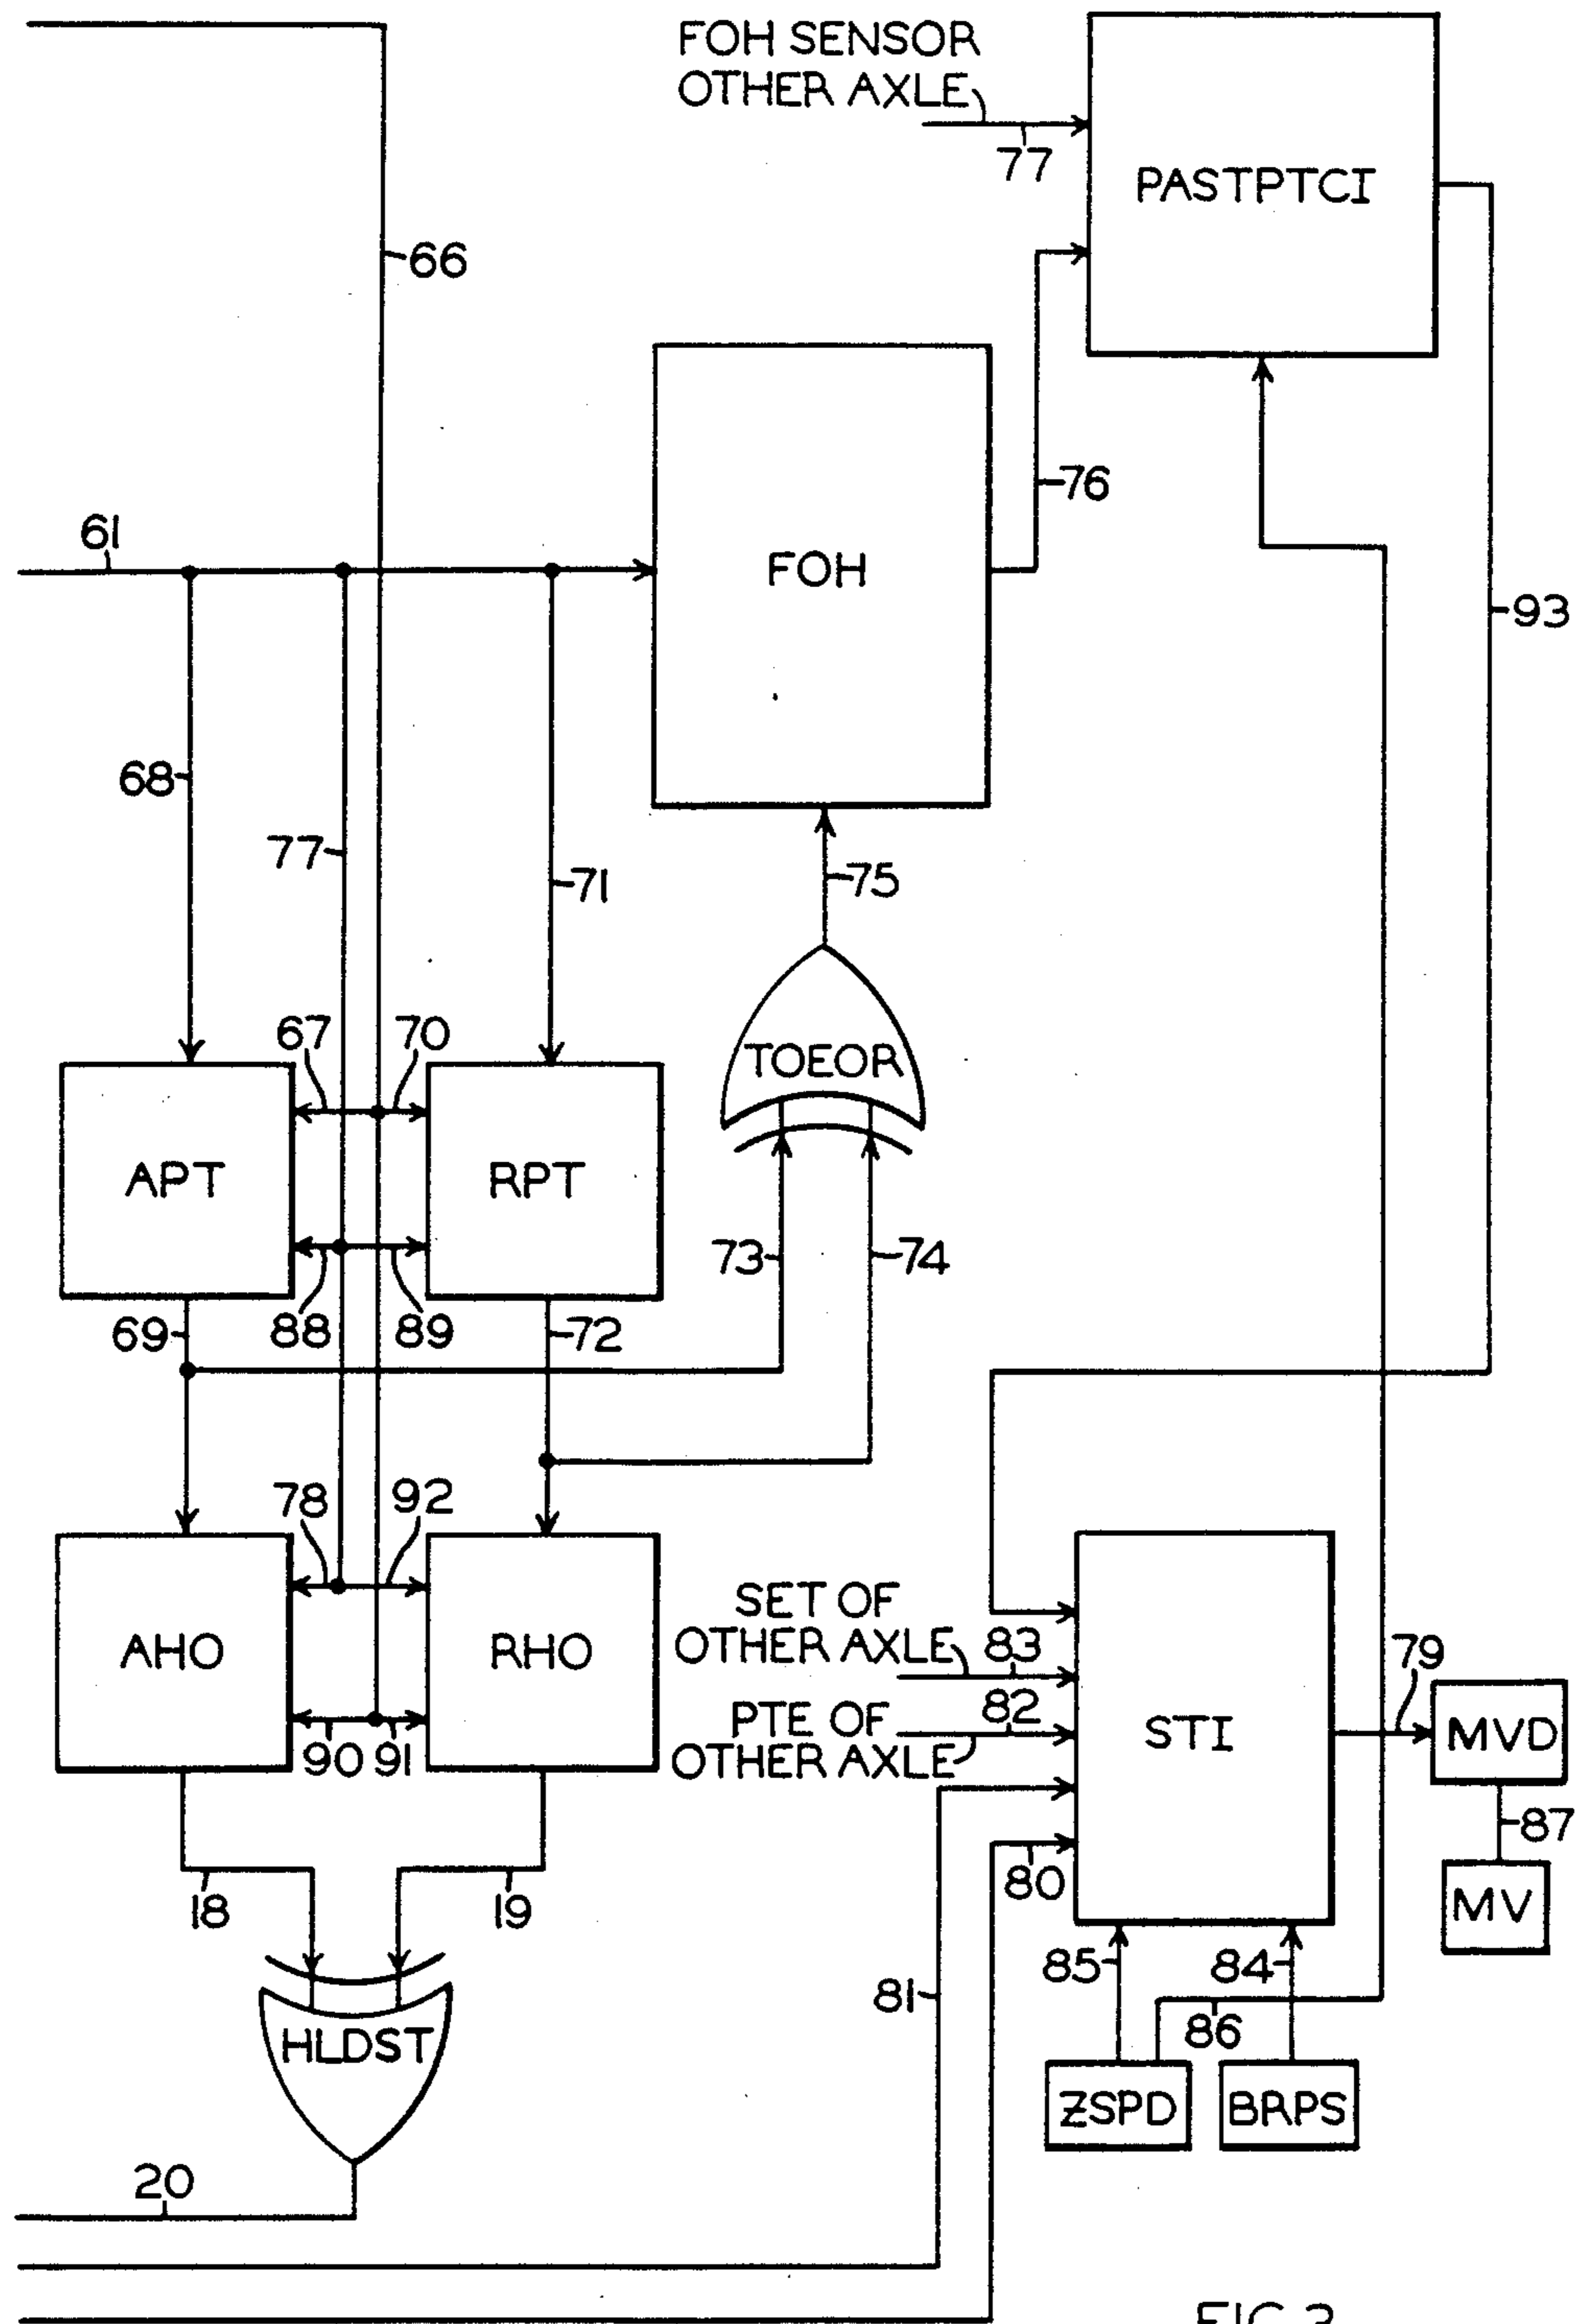 FOH SENSOR
OTHER AXLE
77
PASTPTCI
66
76
61
FOH
93
68
77
71
75
67
70
TOEOR
APT
RPT
73
74
69
88
89
72
78
92
AHO
RHO
SET OF
OTHER AXLE
83
PTE OF
OTHER AXLE
82
STI
79
MVD
90
91
87
80
MV
18
19
85
84
81
86
HLDST
ZSPD
BRPS
20